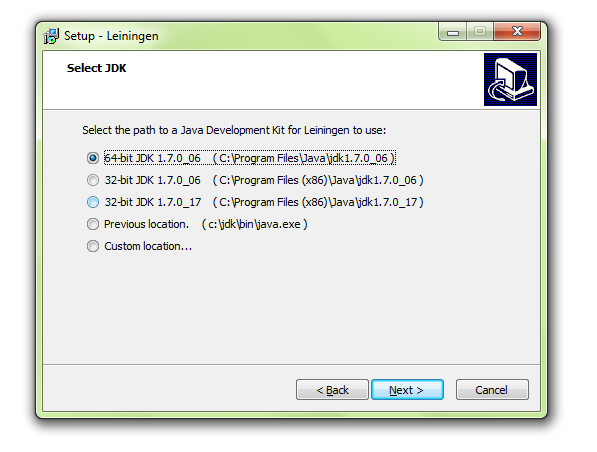 Setup - Leiningen
Select JDK
Select the path to a Java Development Kit for Leiningen to use:
64-bit JDK 1.7.0_06 ( C:\Program Files\Java\jdk1.7.0_06 )
32-bit JDK 1.7.0_06 ( C:\Program Files (x86)\Java\jdk1.7.0_06 )
32-bit JDK 1.7.0_17 ( C:\Program Files (x86)\Java\jdk1.7.0_17 )
Previous location. ( c:\jdk\bin\java.exe )
Custom location...
< Back Next > Cancel